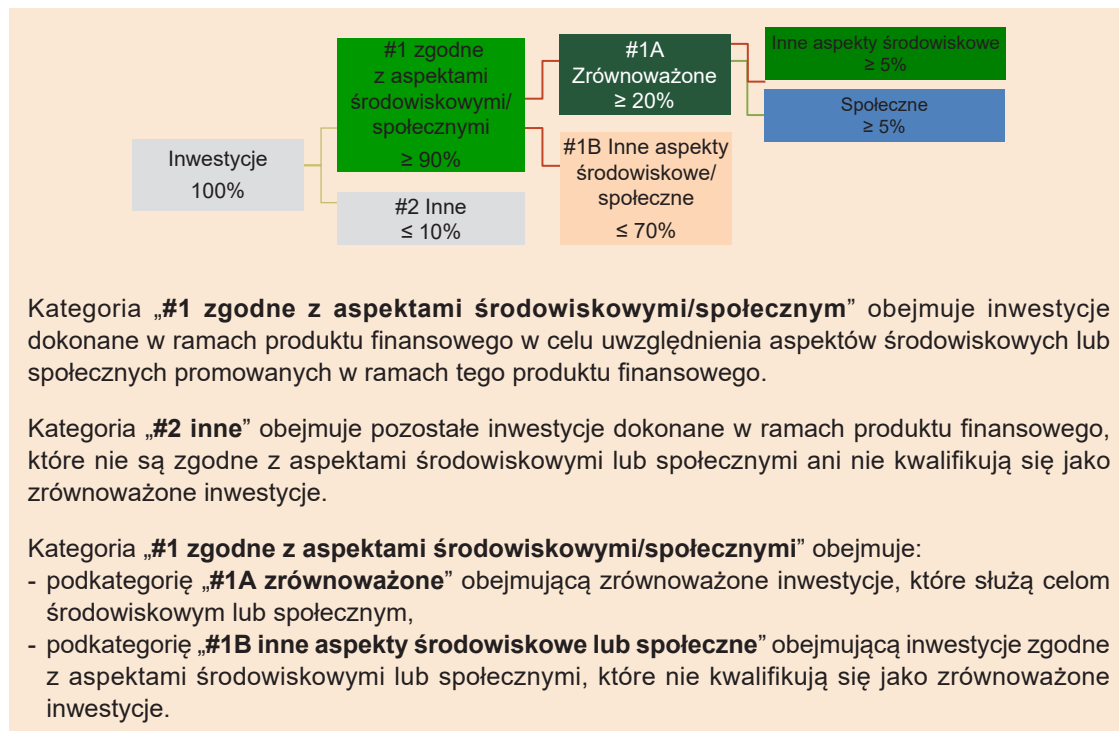 #1 zgodne
z aspektami
środowiskowymi/
społecznymi
≥ 90%
#1A
Zrównoważone
≥ 20%
Inne aspekty środowiskowe
≥ 5%
Społeczne
≥ 5%
Inwestycje
100%
#1B Inne aspekty
środowiskowe/
społeczne
≤ 70%
#2 Inne
≤ 10%
Kategoria „#1 zgodne z aspektami środowiskowymi/społecznym” obejmuje inwestycje
dokonane w ramach produktu finansowego w celu uwzględnienia aspektów środowiskowych lub
społecznych promowanych w ramach tego produktu finansowego.
Kategoria „#2 inne” obejmuje pozostałe inwestycje dokonane w ramach produktu finansowego,
które nie są zgodne z aspektami środowiskowymi lub społecznymi ani nie kwalifikują się jako
zrównoważone inwestycje.
Kategoria „#1 zgodne z aspektami środowiskowymi/społecznymi” obejmuje:
- podkategorię „#1A zrównoważone” obejmującą zrównoważone inwestycje, które służą celom
środowiskowym lub społecznym,
- podkategorię „#1B inne aspekty środowiskowe lub społeczne” obejmującą inwestycje zgodne
z aspektami środowiskowymi lub społecznymi, które nie kwalifikują się jako zrównoważone
inwestycje.